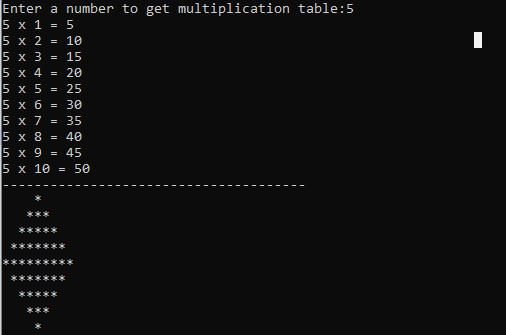 Enter a number to get multiplication table:5
5 x 1 = 5
5 x 2 = 10
5 x 3 = 15
5 x 4 = 20
5 x 5 = 25
5 x 6 = 30
5 x 7 = 35
5 x 8 = 40
5 x 9 = 45
5 x 10 = 50
--------------------------------------
    *
   ***
  *****
 *******
*********
 *******
  *****
   ***
    *